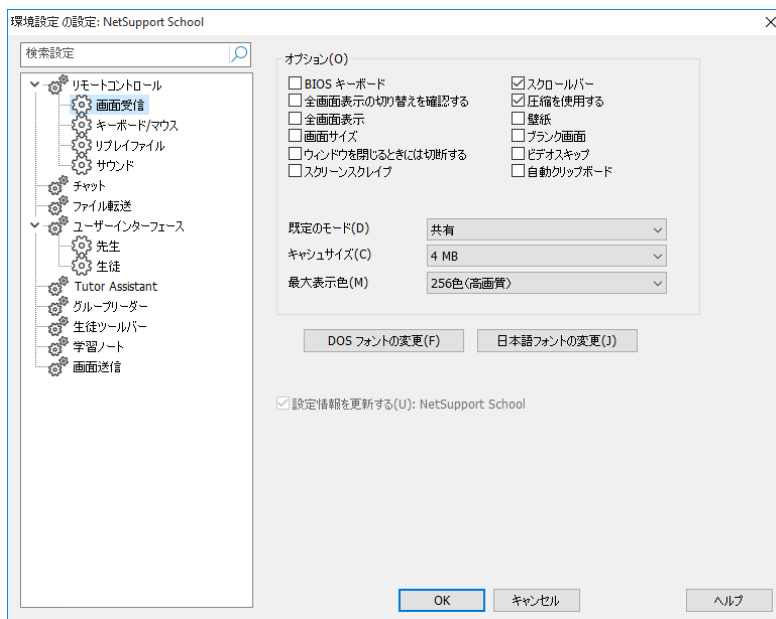 環境設定 の設定: NetSupport School
検索設定
リモートコントロール
画面受信
キーボード/マウス
リプレイファイル
サウンド
チャット
ファイル転送
ユーザーインターフェース
先生
生徒
Tutor Assistant
グループリーダー
生徒ツールバー
学習ノート
画面送信
オプション(O)
BIOS キーボード
全画面表示の切り替えを確認する
全画面表示
画面サイズ
ウィンドウを閉じるときには切断する
スクリーンスクレイプ
スクロールバー
圧縮を使用する
壁紙
ブランク画面
ビデオスキップ
自動クリップボード
既定のモード(D) 共有
キャシュサイズ(C) 4 MB
最大表示色(M) 256色(高画質)
DOS フォントの変更(F) 日本語フォントの変更(J)
設定情報を更新する(U): NetSupport School
OK キャンセル ヘルプ